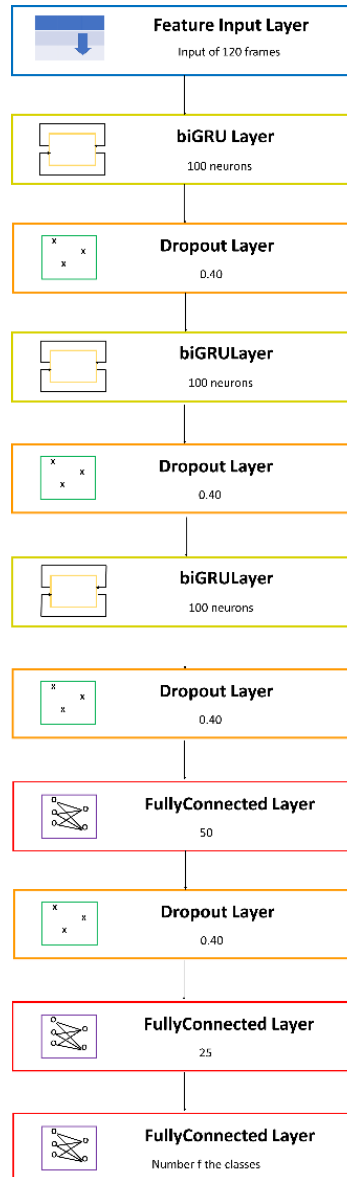 Feature Input Layer
Input of 120 frames
biGRU Layer
100 neurons
x
x
x
Dropout Layer
0.40
biGRULayer
100 neurons
x
x
x
Dropout Layer
0.40
biGRULayer
100 neurons
x
x
x
Dropout Layer
0.40
FullyConnected Layer
50
x
x
x
Dropout Layer
0.40
FullyConnected Layer
25
FullyConnected Layer
Number f the classes